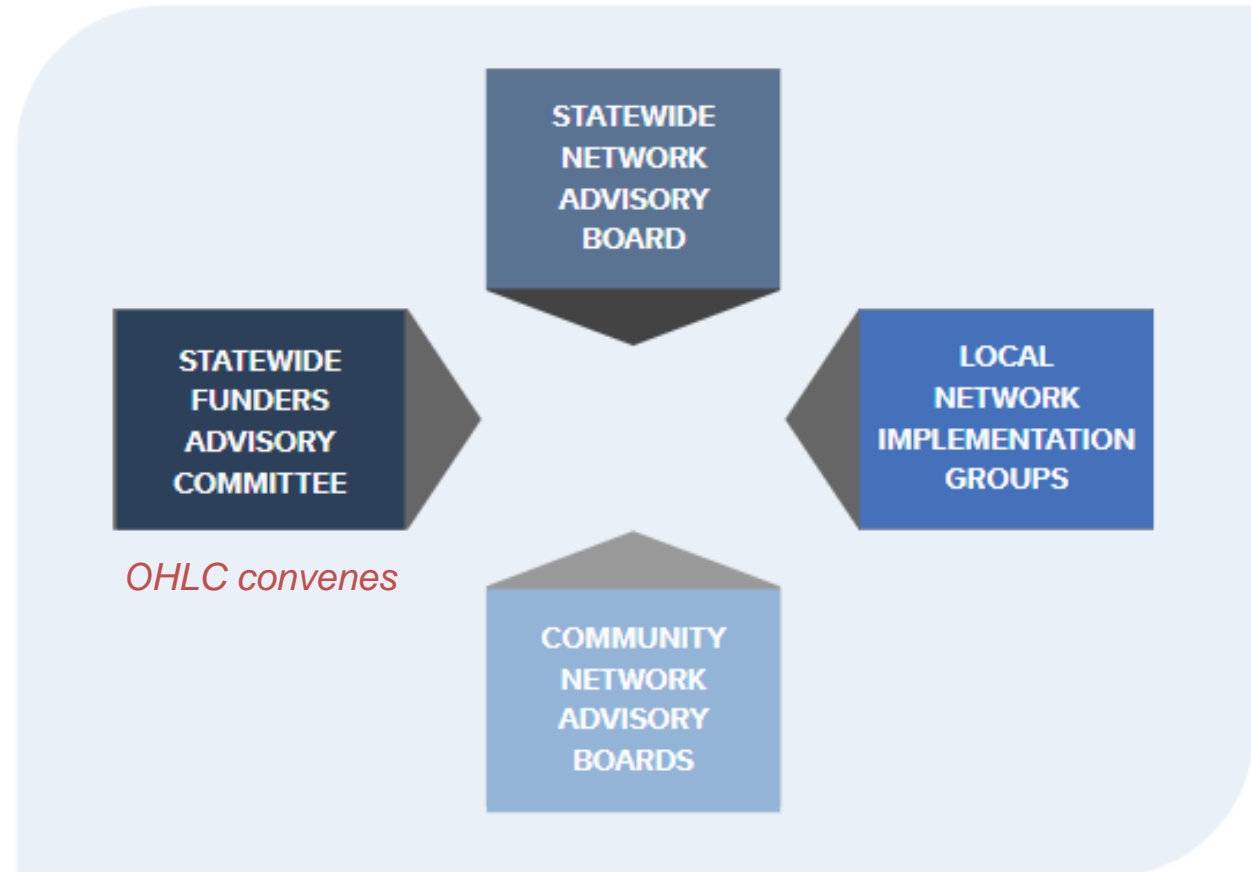 STATEWIDE
NETWORK
ADVISORY
BOARD
STATEWIDE
FUNDERS
ADVISORY
COMMITTEE
OHLC convenes
LOCAL
NETWORK
IMPLEMENTATION
GROUPS
COMMUNITY
NETWORK
ADVISORY
BOARDS